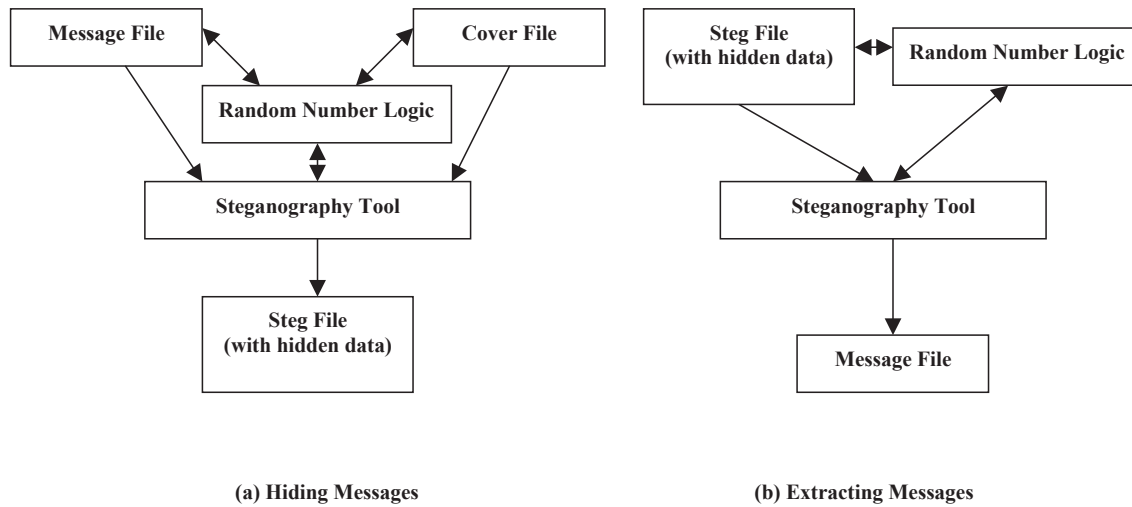 Message File
Cover File
Random Number Logic
Steganography Tool
Steg File
(with hidden data)
(a) Hiding Messages
Steg File
(with hidden data)
Random Number Logic
Steganography Tool
Message File
(b) Extracting Messages